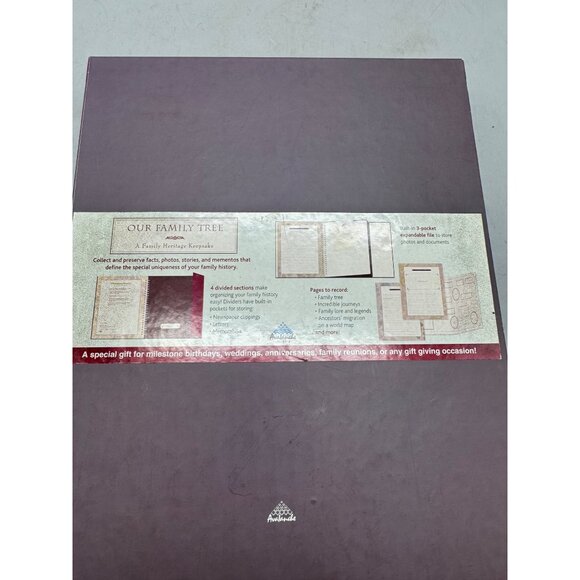 OUR FAMILY TREE
A Family Heritage Keepsake
Collect and preserve facts, photos, stories, and mementos that
define the special uniqueness of your family history.
4 divided sections make
organizing your family history
easy! Dividers have built-in
pockets for storing:
• Newspaper clippings
• Letters
• Memorabilia
Built-in 3-pocket
expandable file to store
photos and documents
Pages to record:
• Family tree
• Incredible journeys
• Family lore and legends
• Ancestors' migration
on a world map
and more!
Avalanche
A special gift for milestone birthdays, weddings, anniversaries, family reunions, or any gift giving occasion!
Avalanche